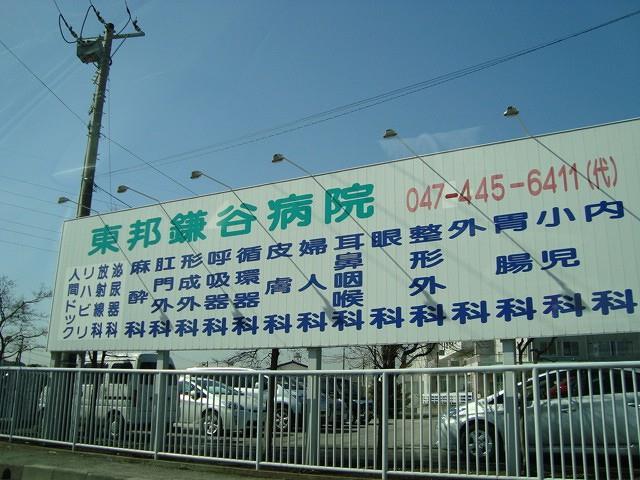 東邦鎌谷病院
047-445-6411(代)
内科
小児科
胃腸科
外科
整形外科
眼科
耳鼻咽喉科
婦人科
皮膚科
循環器科
呼吸器科
形成外科
肛門外科
麻酔科
泌尿器科
放射線科
リハビリ
人間ドック